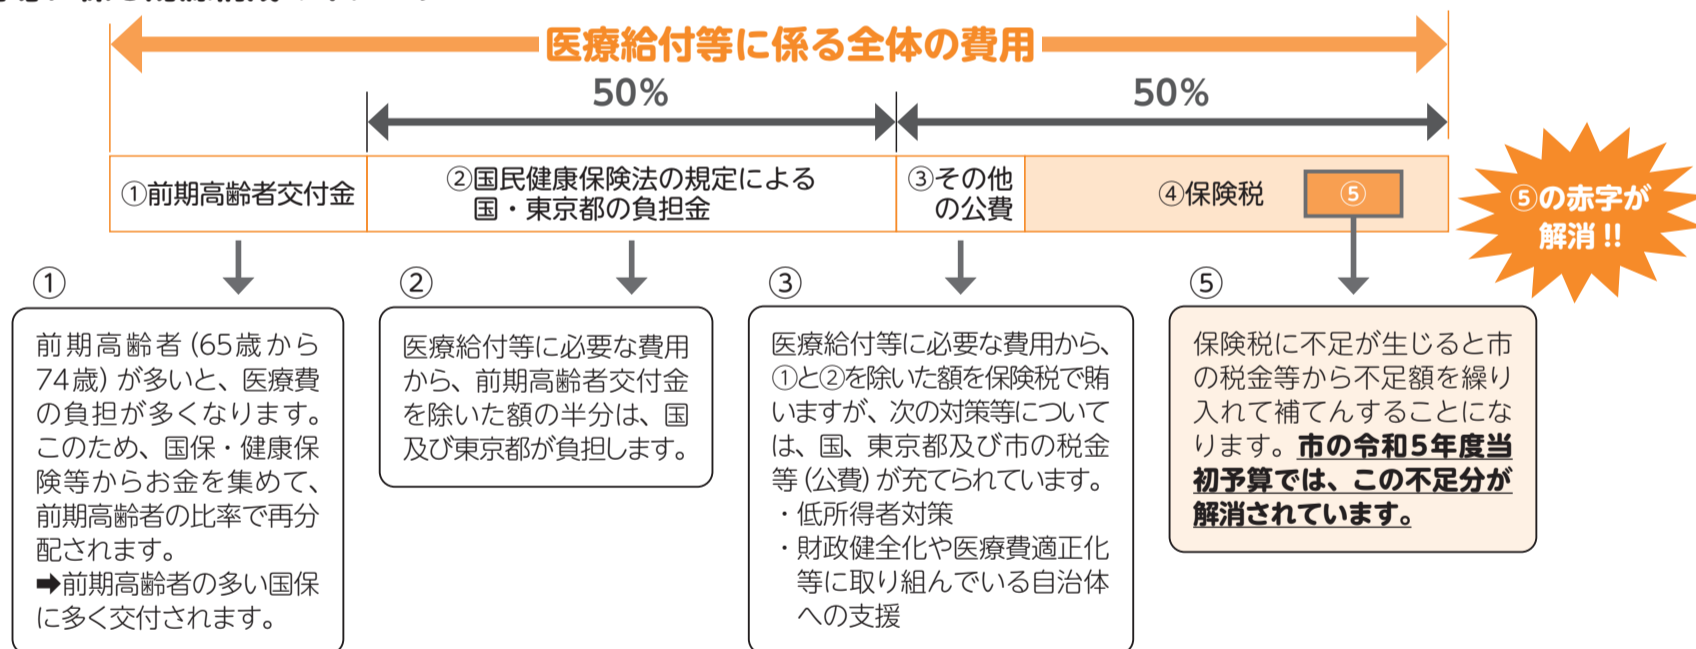 医療給付等に係る全体の費用
50%
50%
①前期高齢者交付金
②国民健康保険法の規定による
国・東京都の負担金
③その他
の公費
④保険税
⑤
⑤の赤字が
解消!!
①
前期高齢者(65歳から
74歳)が多いと、医療費
の負担が多くなります。
このため、国保・健康保
険等からお金を集めて、
前期高齢者の比率で再分
配されます。
➡前期高齢者の多い国保
に多く交付されます。
②
医療給付等に必要な費用
から、前期高齢者交付金
を除いた額の半分は、国
及び東京都が負担します。
③
医療給付等に必要な費用から、
①と②を除いた額を保険税で賄
いますが、次の対策等について
は、国、東京都及び市の税金
等(公費)が充てられています。
・低所得者対策
・財政健全化や医療費適正化
等に取り組んでいる自治体
への支援
⑤
保険税に不足が生じると市
の税金等から不足額を繰り
入れて補てんすることにな
ります。市の令和5年度当
初予算では、この不足分が
解消されています。